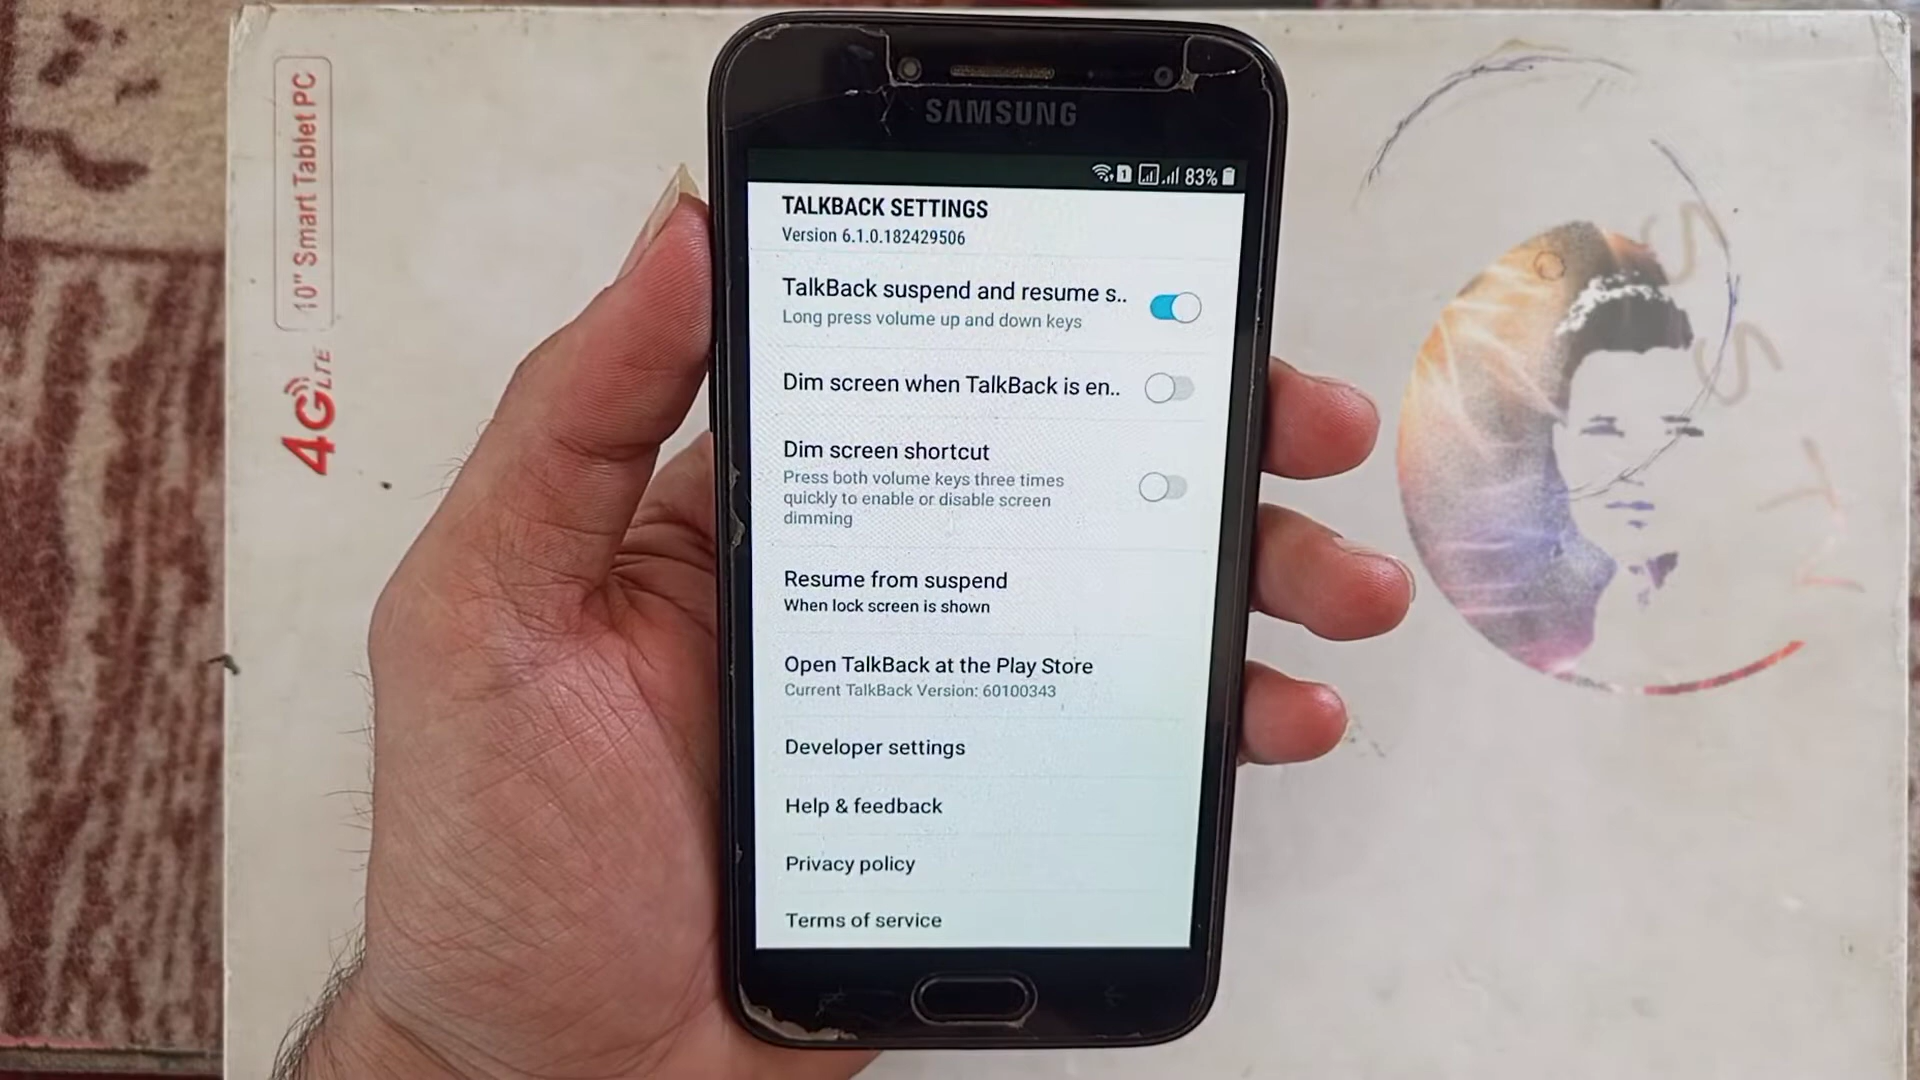 10" Smart Tablet PC
4G LTE
SAMSUNG
1
83%
TALKBACK SETTINGS
Version 6.1.0.182429506
TalkBack suspend and resume s..
Long press volume up and down keys
Dim screen when TalkBack is en..
Dim screen shortcut
Press both volume keys three times
quickly to enable or disable screen
dimming
Resume from suspend
When lock screen is shown
Open TalkBack at the Play Store
Current TalkBack Version: 60100343
Developer settings
Help & feedback
Privacy policy
Terms of service